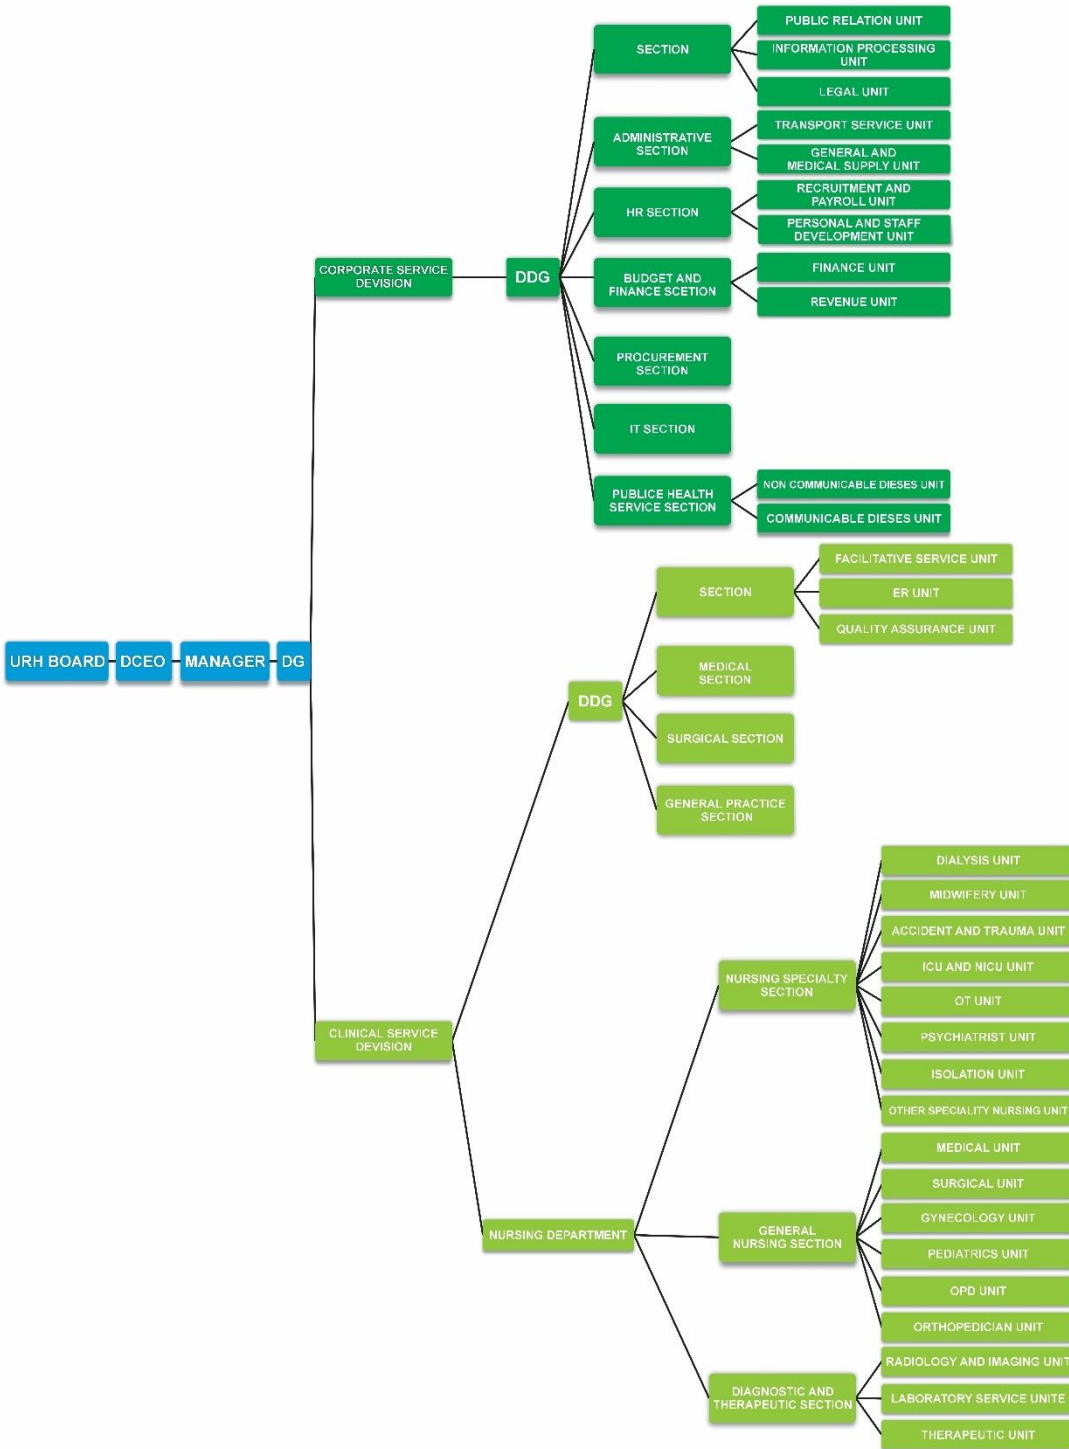 PUBLIC RELATION UNIT
SECTION
INFORMATION PROCESSING
UNIT
LEGAL UNIT
ADMINISTRATIVE
SECTION
TRANSPORT SERVICE UNIT
GENERAL AND
MEDICAL SUPPLY UNIT
HR SECTION
RECRUITMENT AND
PAYROLL UNIT
PERSONAL AND STAFF
DEVELOPMENT UNIT
CORPORATE SERVICE
DEVISION
DDG
BUDGET AND
FINANCE SCETION
FINANCE UNIT
REVENUE UNIT
PROCUREMENT
SECTION
IT SECTION
PUBLICE HEALTH
SERVICE SECTION
NON COMMUNICABLE DIESES UNIT
COMMUNICABLE DIESES UNIT
SECTION
FACILITATIVE SERVICE UNIT
ER UNIT
QUALITY ASSURANCE UNIT
URH BOARD
DCEO
MANAGER
DG
DDG
MEDICAL
SECTION
SURGICAL SECTION
GENERAL PRACTICE
SECTION
CLINICAL SERVICE
DEVISION
NURSING SPECIALTY
SECTION
DIALYSIS UNIT
MIDWIFERY UNIT
ACCIDENT AND TRAUMA UNIT
ICU AND NICU UNIT
OT UNIT
PSYCHIATRIST UNIT
ISOLATION UNIT
OTHER SPECIALITY NURSING UNIT
NURSING DEPARTMENT
GENERAL
NURSING SECTION
MEDICAL UNIT
SURGICAL UNIT
GYNECOLOGY UNIT
PEDIATRICS UNIT
OPD UNIT
ORTHOPEDICIAN UNIT
DIAGNOSTIC AND
THERAPEUTIC SECTION
RADIOLOGY AND IMAGING UNIT
LABORATORY SERVICE UNITE
THERAPEUTIC UNIT